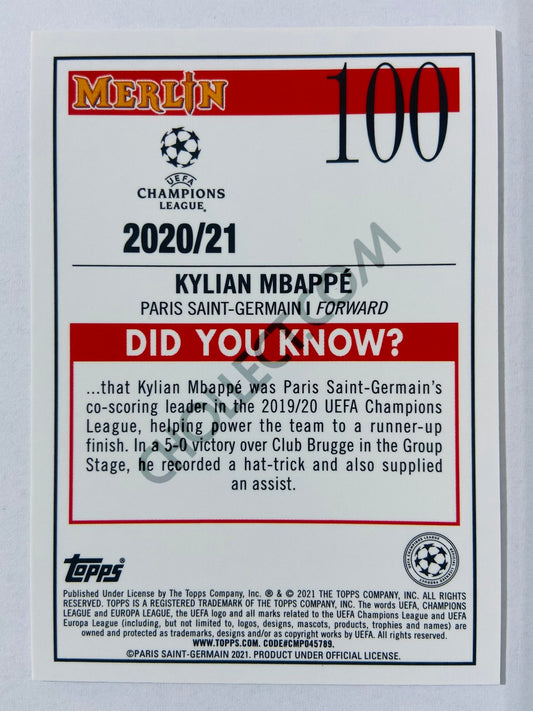 MERLIN
100
UEFA
CHAMPIONS
LEAGUE
2020/21
KYLIAN MBAPPÉ
PARIS SAINT-GERMAIN | FORWARD
DID YOU KNOW?
...that Kylian Mbappé was Paris Saint-Germain's
co-scoring leader in the 2019/20 UEFA Champions
League, helping power the team to a runner-up
finish. In a 5-0 victory over Club Brugge in the Group
Stage, he recorded a hat-trick and also supplied
an assist.
CHOLLECT.COM
Topps®
Published Under License by The Topps Company, Inc. ® & © 2021 THE TOPPS COMPANY, INC. ALL RIGHTS
RESERVED. TOPPS IS A REGISTERED TRADEMARK OF THE TOPPS COMPANY, INC. The words UEFA, CHAMPIONS
LEAGUE and EUROPA LEAGUE, the UEFA logo and all marks related to the UEFA Champions League and UEFA
Europa League (including, but not limited to, logos, designs, mascots, products, trophies and names) are
owned and protected as trademarks, designs and/or as copyright works by UEFA. All rights reserved.
WWW.TOPPS.COM. CODE#CMP045789.
©PARIS SAINT-GERMAIN 2021. PRODUCT UNDER OFFICIAL LICENSE.